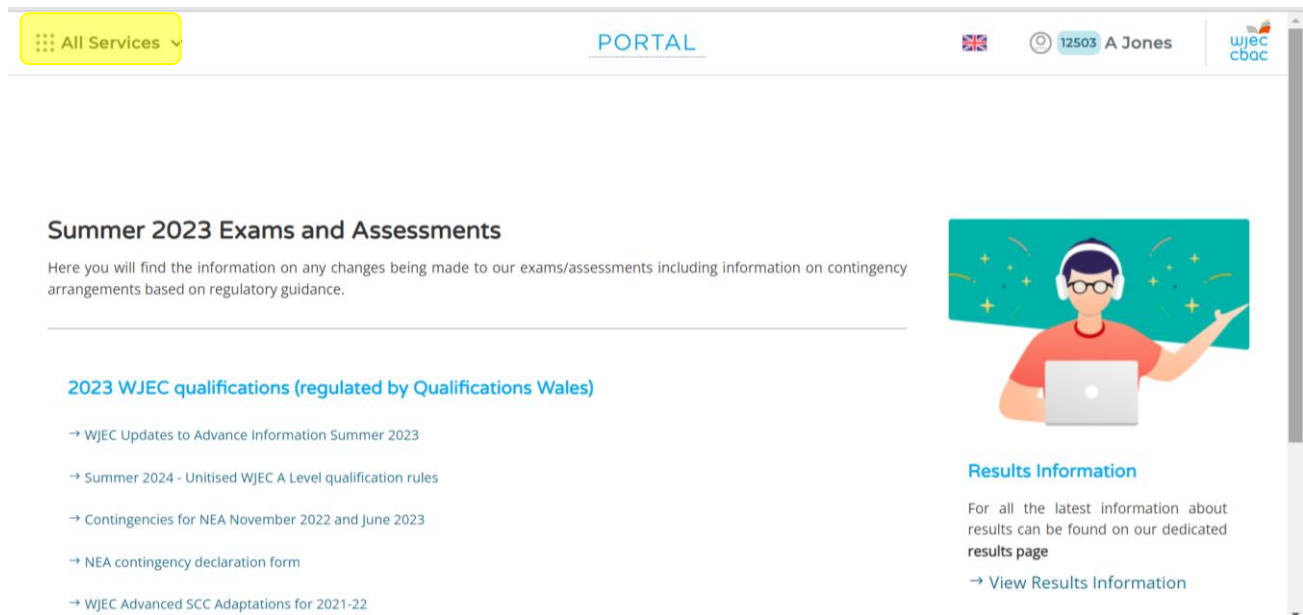 All Services
PORTAL
12503 A Jones
wjec
cbac
Summer 2023 Exams and Assessments
Here you will find the information on any changes being made to our exams/assessments including information on contingency
arrangements based on regulatory guidance.
2023 WJEC qualifications (regulated by Qualifications Wales)
→ WJEC Updates to Advance Information Summer 2023
→ Summer 2024 - Unitised WJEC A Level qualification rules
→ Contingencies for NEA November 2022 and June 2023
→ NEA contingency declaration form
→ WJEC Advanced SCC Adaptations for 2021-22
Results Information
For all the latest information about
results can be found on our dedicated
results page
→ View Results Information